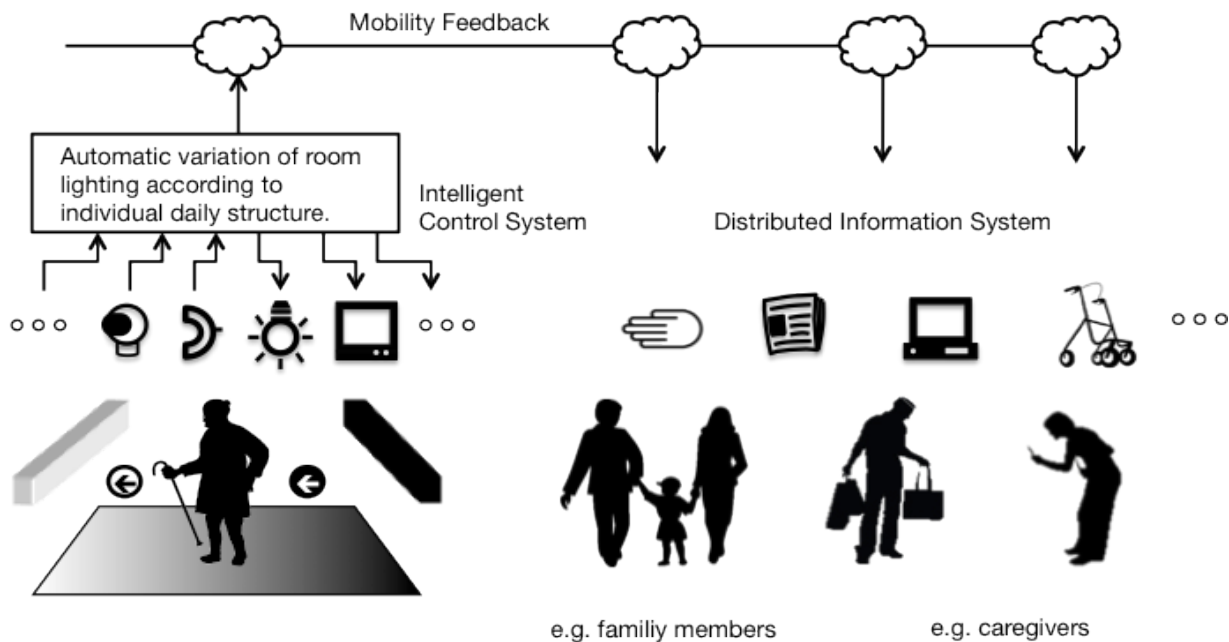 Mobility Feedback
Automatic variation of room
lighting according to
individual daily structure.
Intelligent
Control System
Distributed Information System
e.g. familiy members
e.g. caregivers